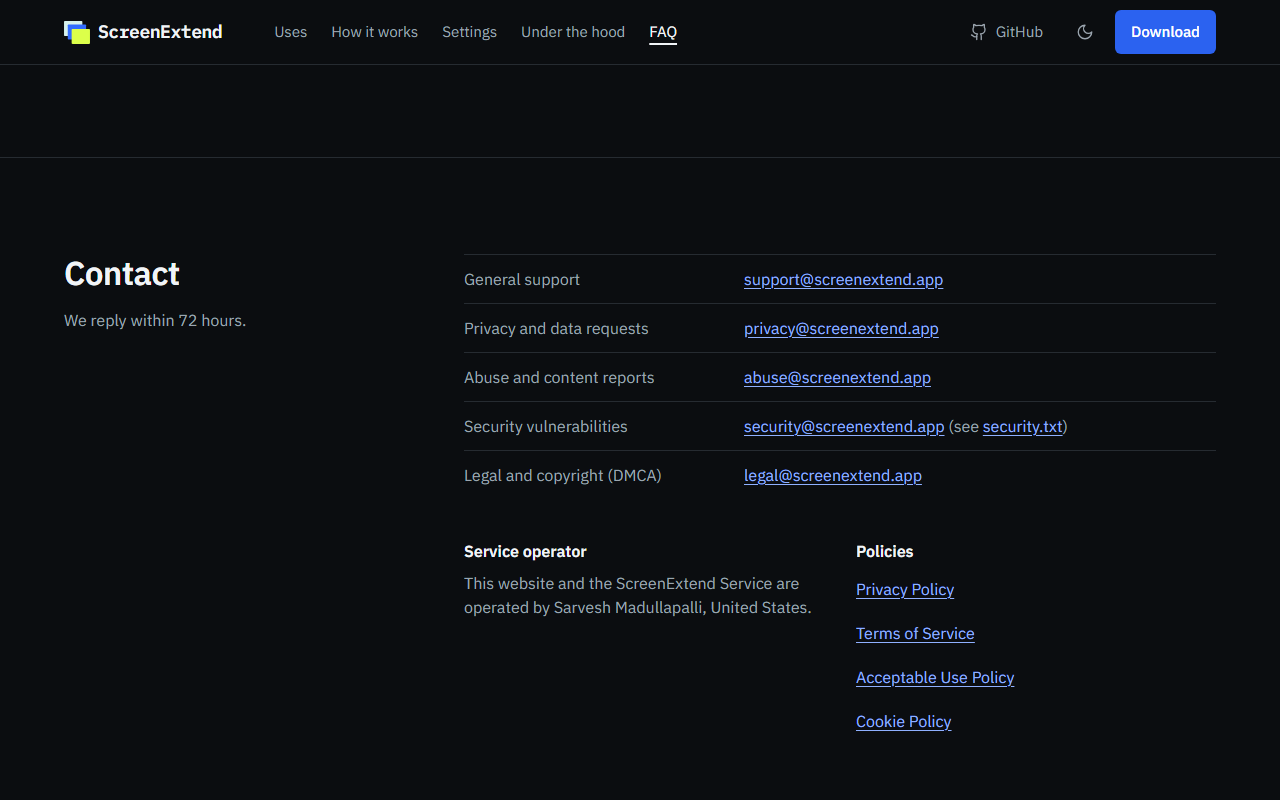 ScreenExtend Uses How it works Settings Under the hood FAQ GitHub Download
Contact
We reply within 72 hours.
General support support@screenextend.app
Privacy and data requests privacy@screenextend.app
Abuse and content reports abuse@screenextend.app
Security vulnerabilities security@screenextend.app (see security.txt)
Legal and copyright (DMCA) legal@screenextend.app
Service operator
This website and the ScreenExtend Service are
operated by Sarvesh Madullapalli, United States.
Policies
Privacy Policy
Terms of Service
Acceptable Use Policy
Cookie Policy